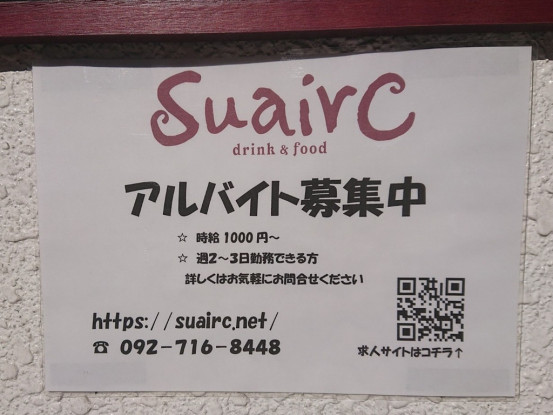 SuairC
drink & food
アルバイト募集中
☆ 時給1000円～
☆ 週2～3日勤務できる方
詳しくはお気軽にお問合せください
https://suairc.net/
☎ 092-716-8448
求人サイトはコチラ↑